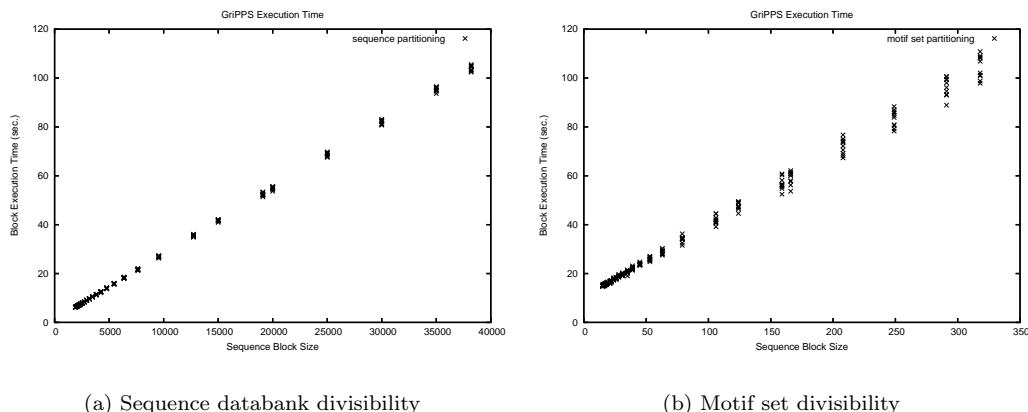 GriPPS Execution Time
sequence partitioning
Block Execution Time (sec.)
120
100
80
60
40
20
0
0 5000 10000 15000 20000 25000 30000 35000 40000
Sequence Block Size
(a) Sequence databank divisibility
GriPPS Execution Time
motif set partitioning
Block Execution Time (sec.)
120
100
80
60
40
20
0
0 50 100 150 200 250 300 350
Sequence Block Size
(b) Motif set divisibility